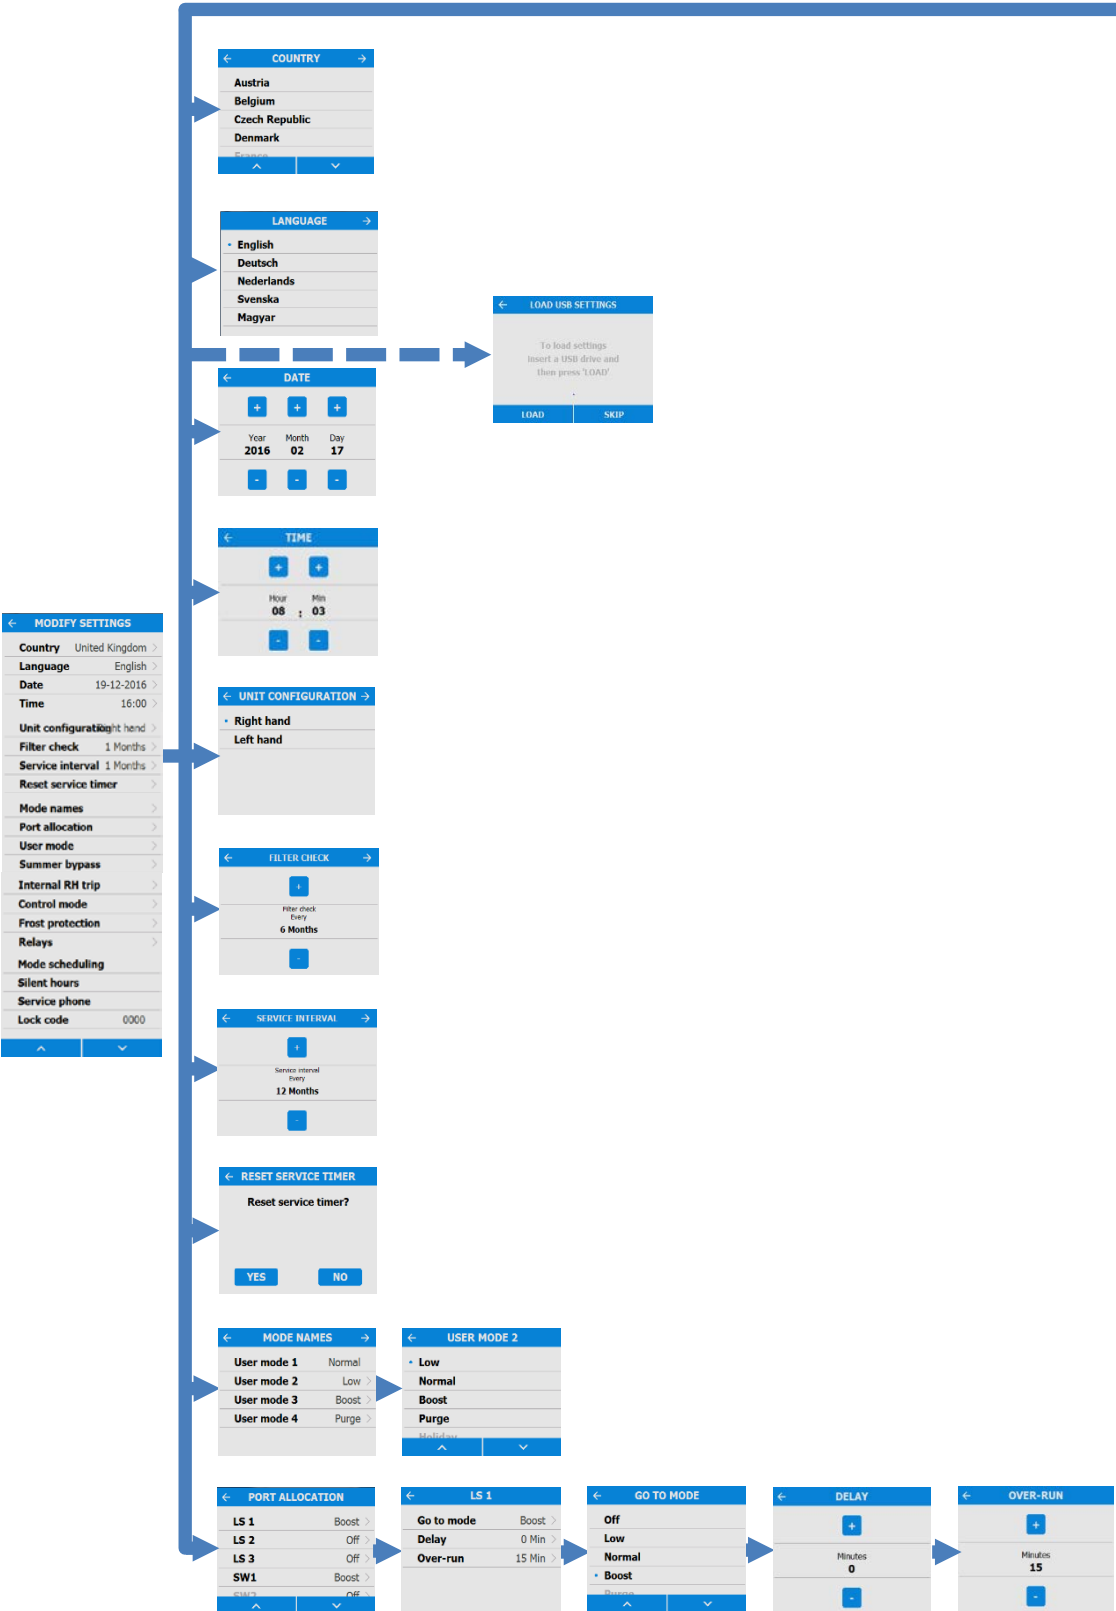 COUNTRY
Austria
Belgium
Czech Republic
Denmark
France
LANGUAGE
English
Deutsch
Nederlands
Svenska
Magyar
LOAD USB SETTINGS
To load settings
insert a USB drive and
then press 'LOAD'
LOAD SKIP
DATE
+ + +
Year Month Day
2016 02 17
- - -
TIME
+ +
Hour Min
08 : 03
- -
MODIFY SETTINGS
Country United Kingdom
Language English
Date 19-12-2016
Time 16:00
Unit configuration Right hand
Filter check 1 Months
Service interval 1 Months
Reset service timer
Mode names
Port allocation
User mode
Summer bypass
Internal RH trip
Control mode
Frost protection
Relays
Mode scheduling
Silent hours
Service phone
Lock code 0000
UNIT CONFIGURATION
Right hand
Left hand
FILTER CHECK
+
Filter check
Every
6 Months
-
SERVICE INTERVAL
+
Service interval
Every
12 Months
-
RESET SERVICE TIMER
Reset service timer?
YES NO
MODE NAMES
User mode 1 Normal
User mode 2 Low
User mode 3 Boost
User mode 4 Purge
USER MODE 2
Low
Normal
Boost
Purge
Holiday
PORT ALLOCATION
LS 1 Boost
LS 2 Off
LS 3 Off
SW1 Boost
SW2 Off
LS 1
Go to mode Boost
Delay 0 Min
Over-run 15 Min
GO TO MODE
Off
Low
Normal
Boost
Purge
DELAY
+
Minutes
0
-
OVER-RUN
+
Minutes
15
-